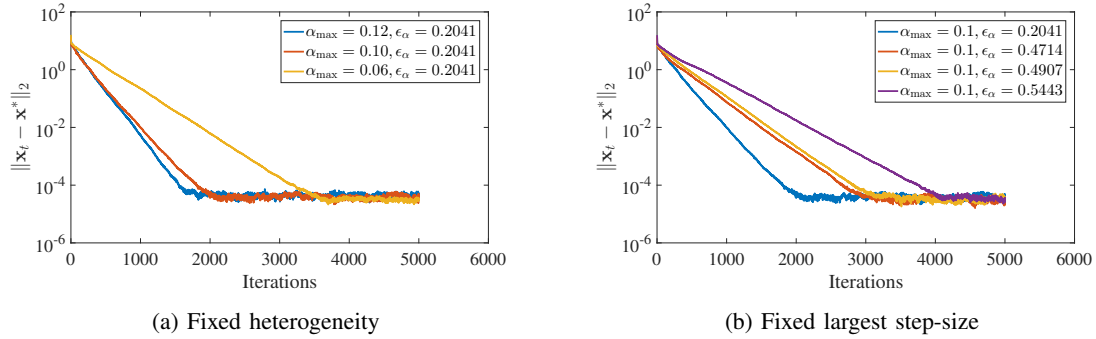 10^2
10^0
10^-2
10^-4
10^-6
||x_t − x*||_2
α_max = 0.12, ϵ_α = 0.2041
α_max = 0.10, ϵ_α = 0.2041
α_max = 0.06, ϵ_α = 0.2041
0 1000 2000 3000 4000 5000 6000
Iterations
(a) Fixed heterogeneity
10^2
10^0
10^-2
10^-4
10^-6
||x_t − x*||_2
α_max = 0.1, ϵ_α = 0.2041
α_max = 0.1, ϵ_α = 0.4714
α_max = 0.1, ϵ_α = 0.4907
α_max = 0.1, ϵ_α = 0.5443
0 1000 2000 3000 4000 5000 6000
Iterations
(b) Fixed largest step-size